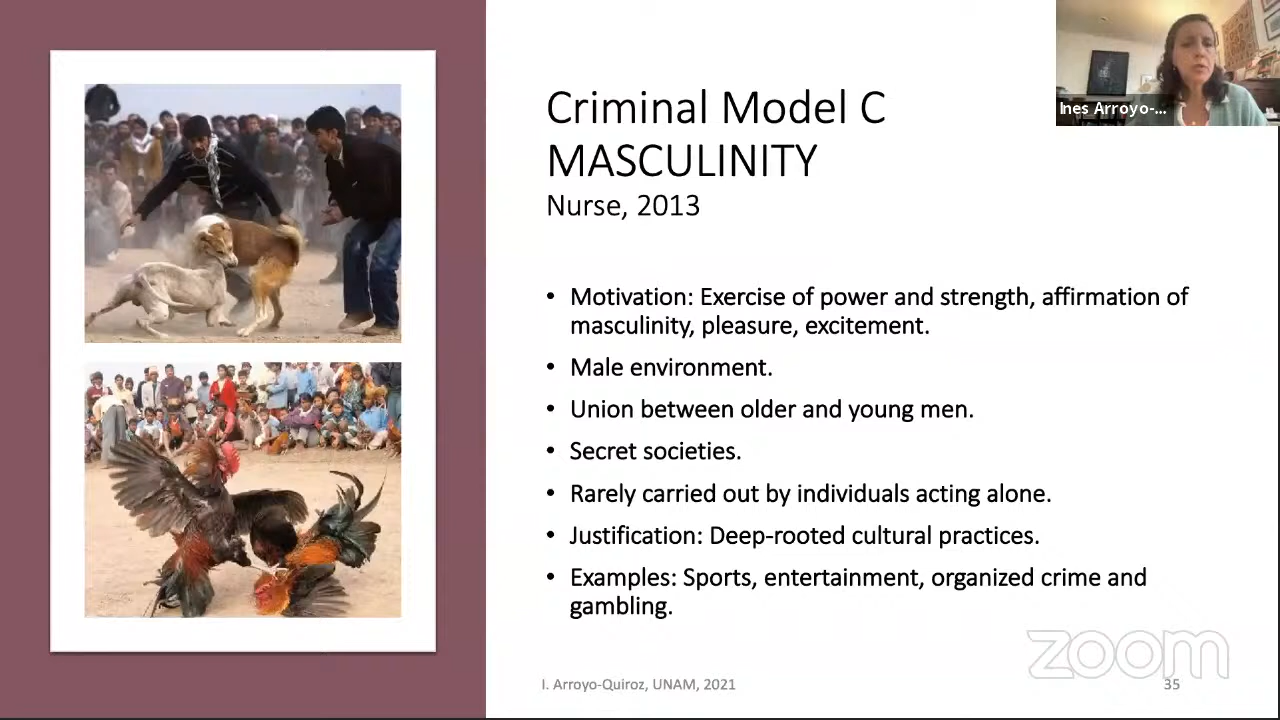 Ines Arroyo-...
Criminal Model C
MASCULINITY
Nurse, 2013
• Motivation: Exercise of power and strength, affirmation of
masculinity, pleasure, excitement.
• Male environment.
• Union between older and young men.
• Secret societies.
• Rarely carried out by individuals acting alone.
• Justification: Deep-rooted cultural practices.
• Examples: Sports, entertainment, organized crime and
gambling.
zoom
I. Arroyo-Quiroz, UNAM, 2021
35